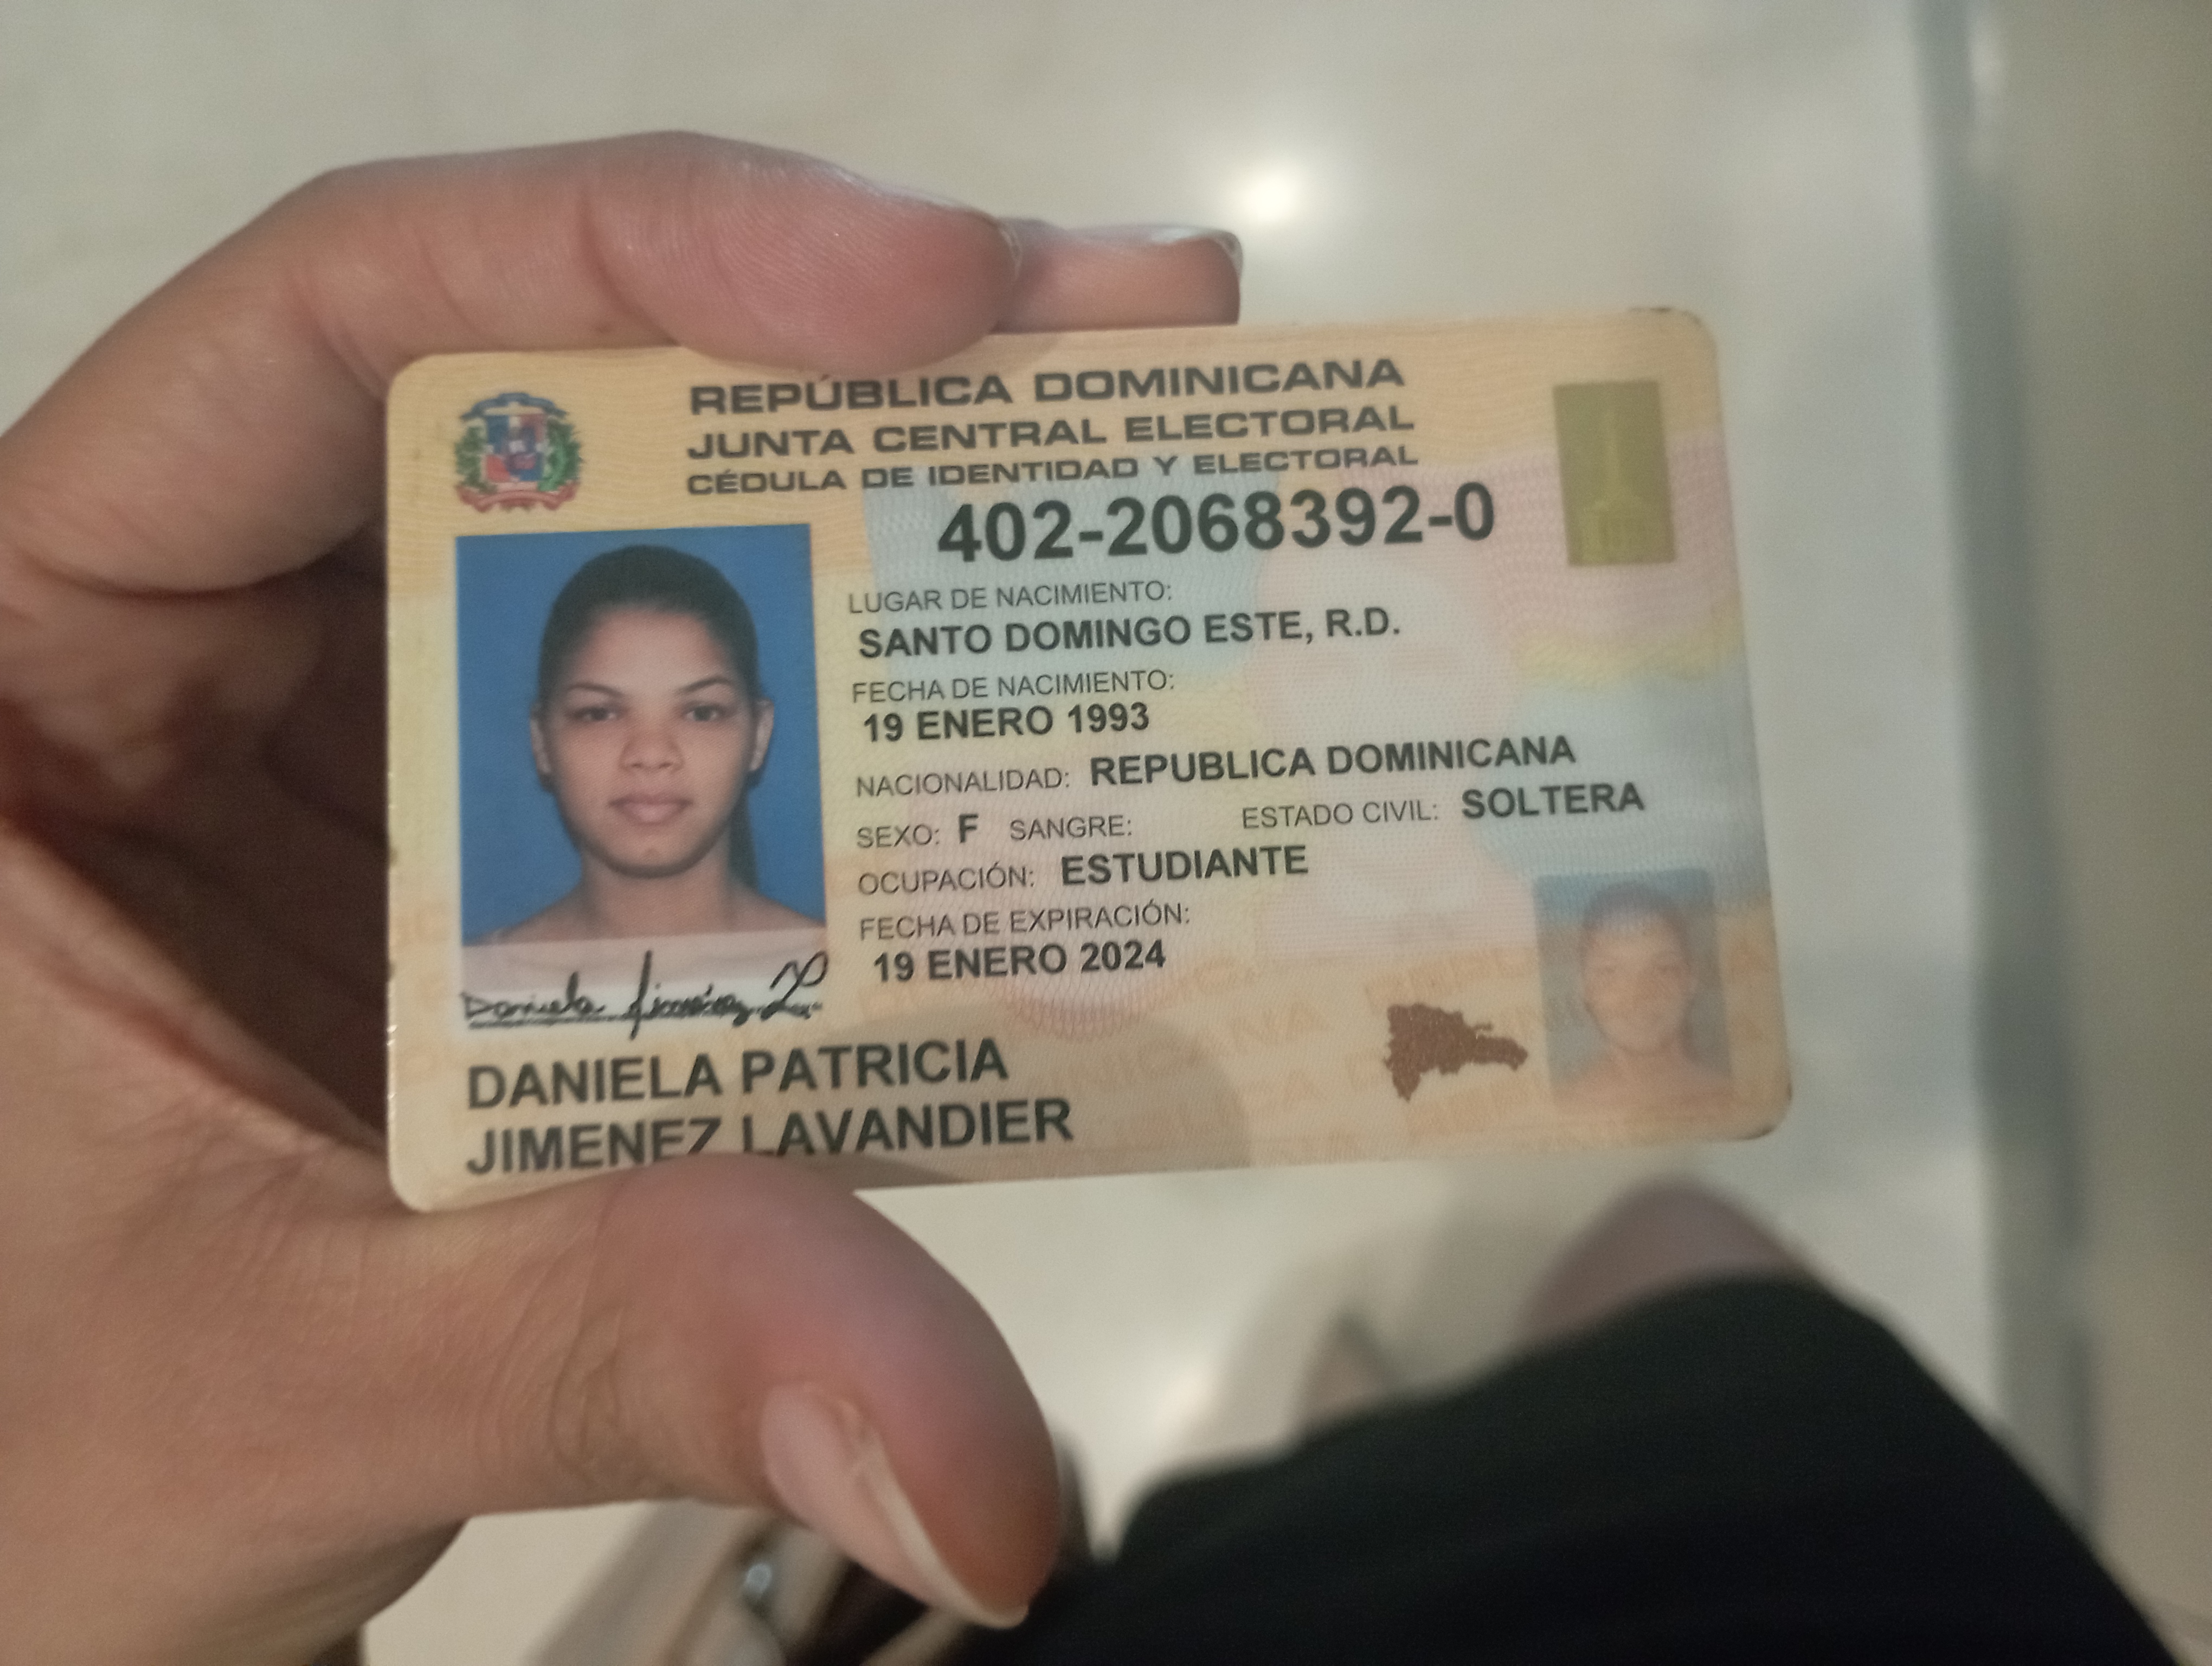 REPÚBLICA DOMINICANA
JUNTA CENTRAL ELECTORAL
CÉDULA DE IDENTIDAD Y ELECTORAL
402-2068392-0
LUGAR DE NACIMIENTO:
SANTO DOMINGO ESTE, R.D.
FECHA DE NACIMIENTO:
19 ENERO 1993
NACIONALIDAD: REPUBLICA DOMINICANA
SEXO: F SANGRE: ESTADO CIVIL: SOLTERA
OCUPACIÓN: ESTUDIANTE
FECHA DE EXPIRACIÓN:
19 ENERO 2024
Daniela Jiménez
DANIELA PATRICIA
JIMENEZ LAVANDIER